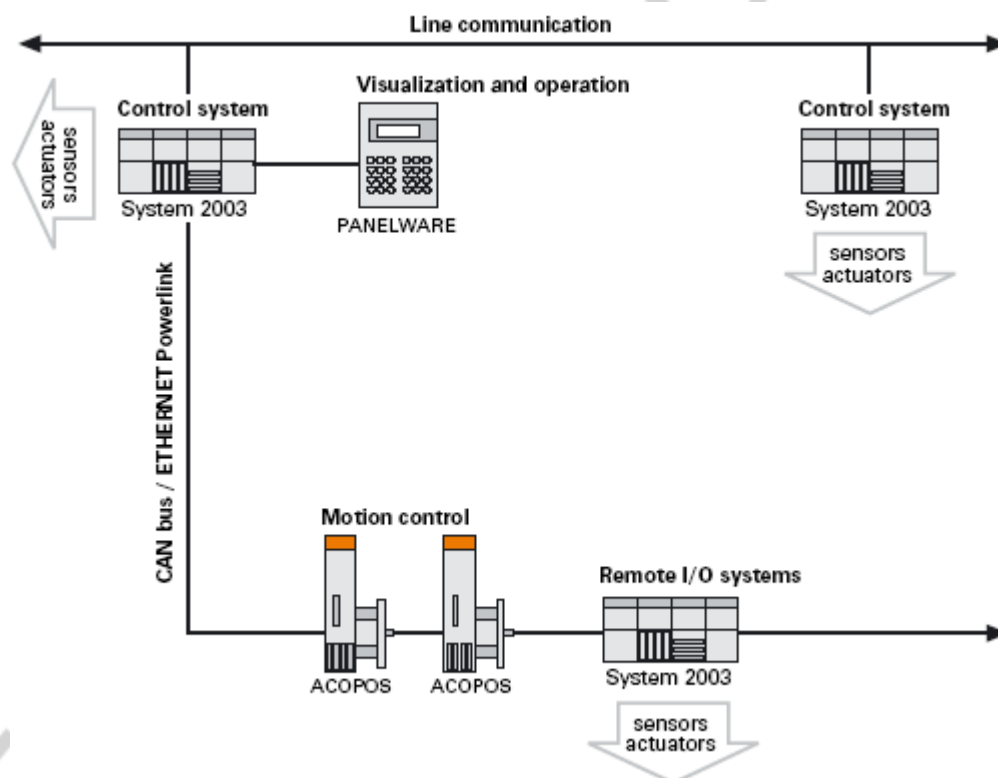 Line communication
Visualization and operation
Control system
Control system
sensors
actuators
System 2003
PANELWARE
System 2003
sensors
actuators
CAN bus / ETHERNET Powerlink
Motion control
Remote I/O systems
ACOPOS
ACOPOS
System 2003
sensors
actuators